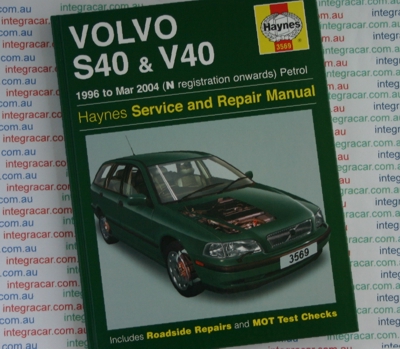 VOLVO
S40 & V40
1996 to Mar 2004 (N registration onwards) Petrol
Haynes Service and Repair Manual
Haynes
3569
3569
Includes Roadside Repairs and MOT Test Checks
integracar.com.au